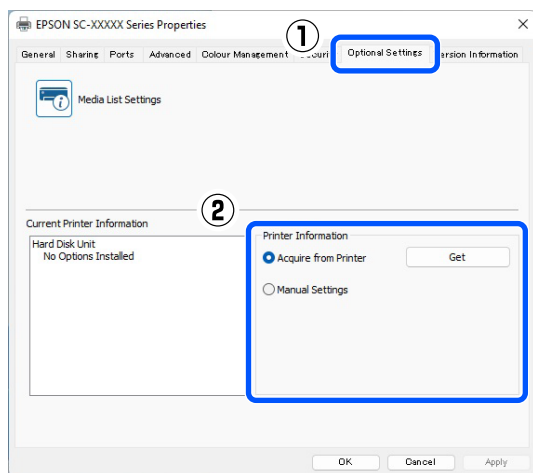 EPSON SC-XXXXX Series Properties
①
General Sharing Ports Advanced Colour Management Optional Settings ersion Information
Media List Settings
②
Current Printer Information
Hard Disk Unit
No Options Installed
Printer Information
Acquire from Printer Get
Manual Settings
OK Cancel Apply